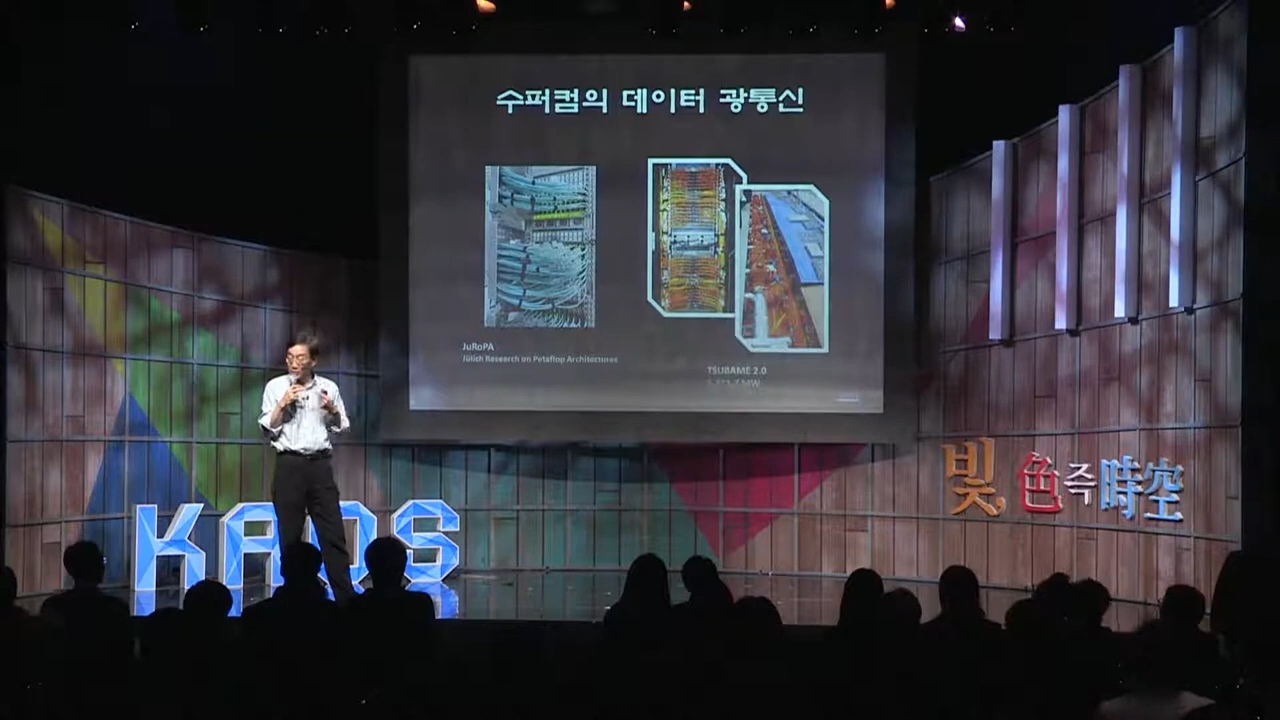 수퍼컴의 데이터 광통신
JuRoPA
Jülich Research on Petaflop Architectures
TSUBAME 2.0
KAOS
빛, 色즉時空